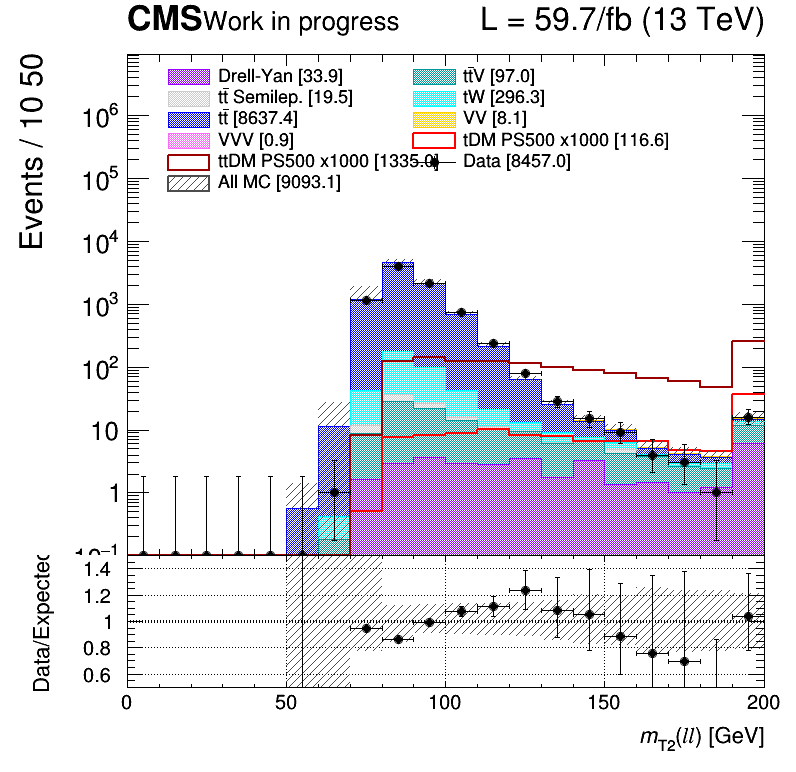 CMS Work in progress L = 59.7/fb (13 TeV)
Events / 10 50
Drell-Yan [33.9] tt̄V [97.0]
tt̄ Semilep. [19.5] tW [296.3]
tt̄ [8637.4] VV [8.1]
VVV [0.9] tDM PS500 x1000 [116.6]
ttDM PS500 x1000 [1335.0] Data [8457.0]
All MC [9093.1]
10⁶
10⁵
10⁴
10³
10²
10
1
10⁻¹
Data/Expected
1.4
1.2
1
0.8
0.6
0 50 100 150 200
m_T2(ll) [GeV]